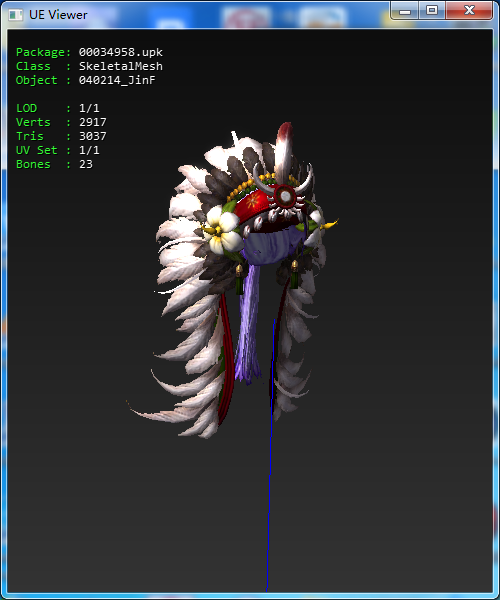 UE Viewer
Package: 00034958.upk
Class : SkeletalMesh
Object : 040214_JinF
LOD : 1/1
Verts : 2917
Tris : 3037
UV Set : 1/1
Bones : 23